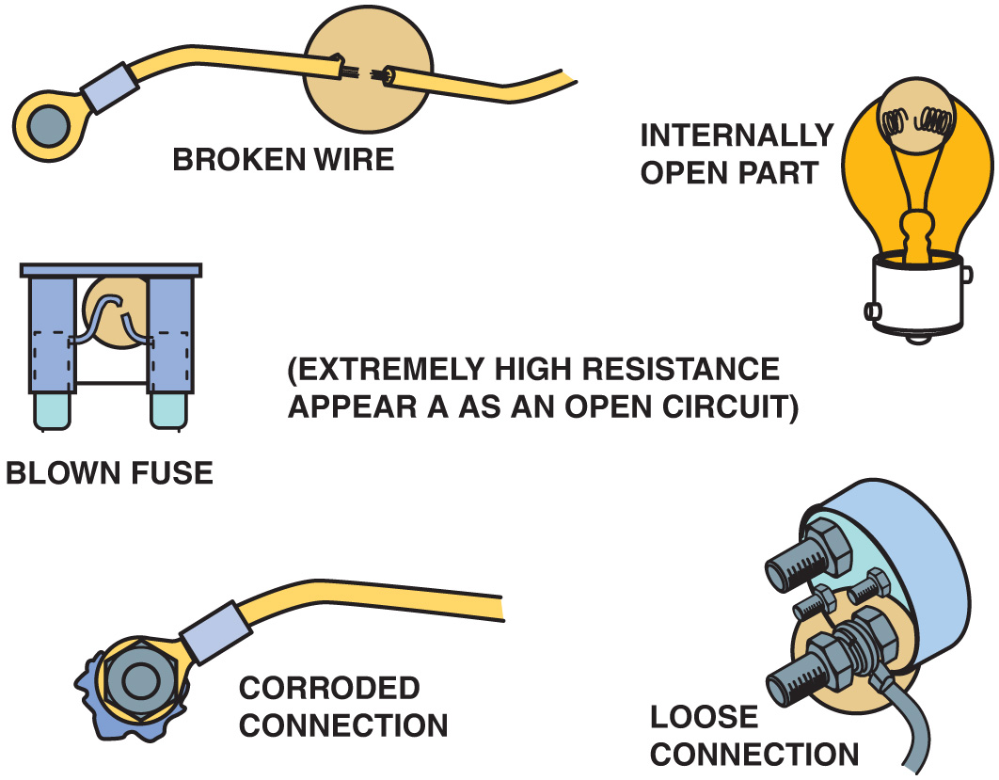 BROKEN WIRE
INTERNALLY
OPEN PART
(EXTREMELY HIGH RESISTANCE
APPEAR A AS AN OPEN CIRCUIT)
BLOWN FUSE
CORRODED
CONNECTION
LOOSE
CONNECTION